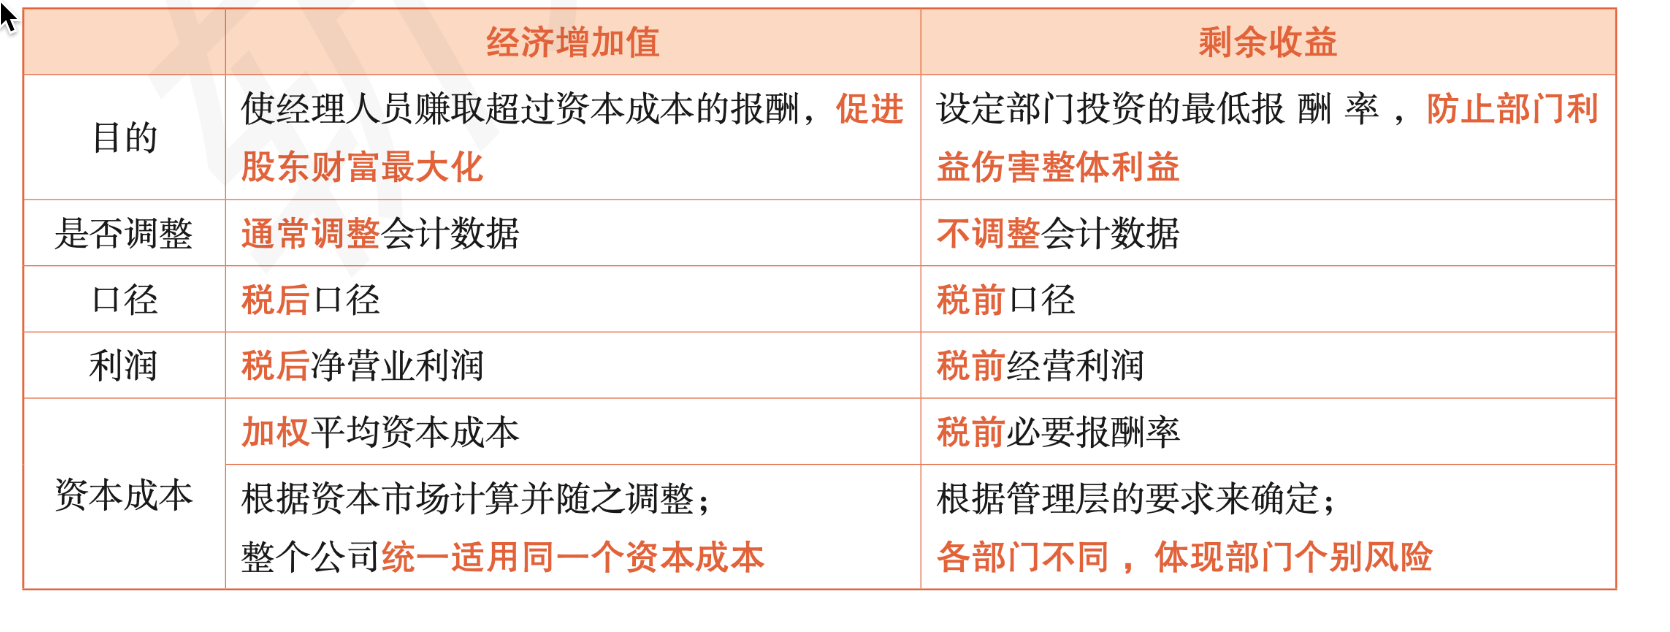 经济增加值 剩余收益
目的 使经理人员赚取超过资本成本的报酬，促进 设定部门投资的最低报 酬 率 ，防止部门利
股东财富最大化 益伤害整体利益
是否调整 通常调整会计数据 不调整会计数据
口径 税后口径 税前口径
利润 税后净营业利润 税前经营利润
资本成本 加权平均资本成本 税前必要报酬率
根据资本市场计算并随之调整； 根据管理层的要求来确定；
整个公司统一适用同一个资本成本 各部门不同 ，体现部门个别风险